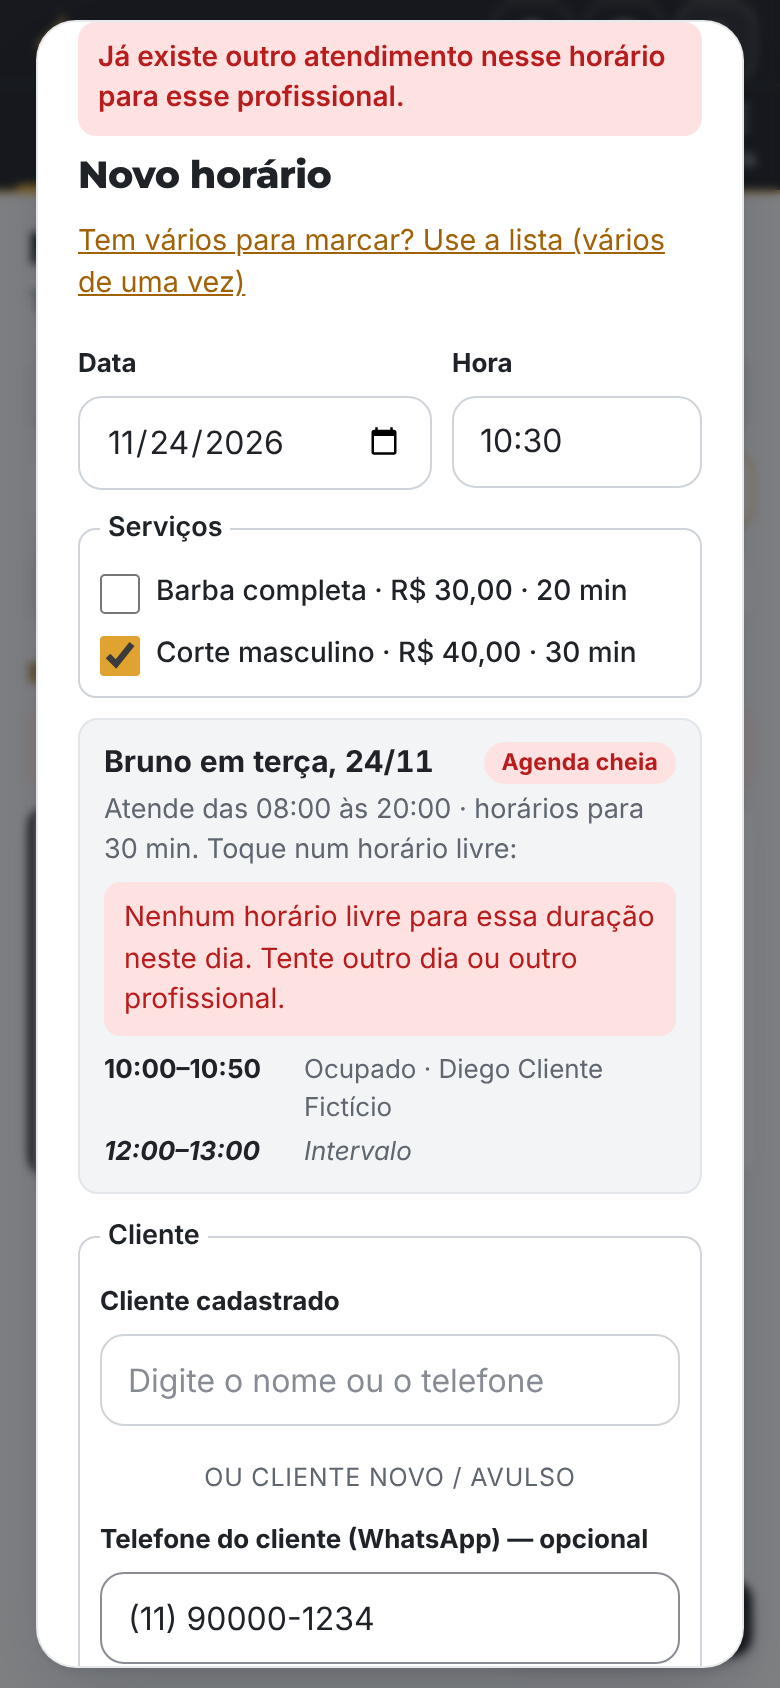 Já existe outro atendimento nesse horário
para esse profissional.
Novo horário
Tem vários para marcar? Use a lista (vários
de uma vez)
Data
Hora
11/24/2026
10:30
Serviços
Barba completa · R$ 30,00 · 20 min
Corte masculino · R$ 40,00 · 30 min
Bruno em terça, 24/11
Agenda cheia
Atende das 08:00 às 20:00 · horários para
30 min. Toque num horário livre:
Nenhum horário livre para essa duração
neste dia. Tente outro dia ou outro
profissional.
10:00–10:50 Ocupado · Diego Cliente
Fictício
12:00–13:00 Intervalo
Cliente
Cliente cadastrado
Digite o nome ou o telefone
OU CLIENTE NOVO / AVULSO
Telefone do cliente (WhatsApp) — opcional
(11) 90000-1234